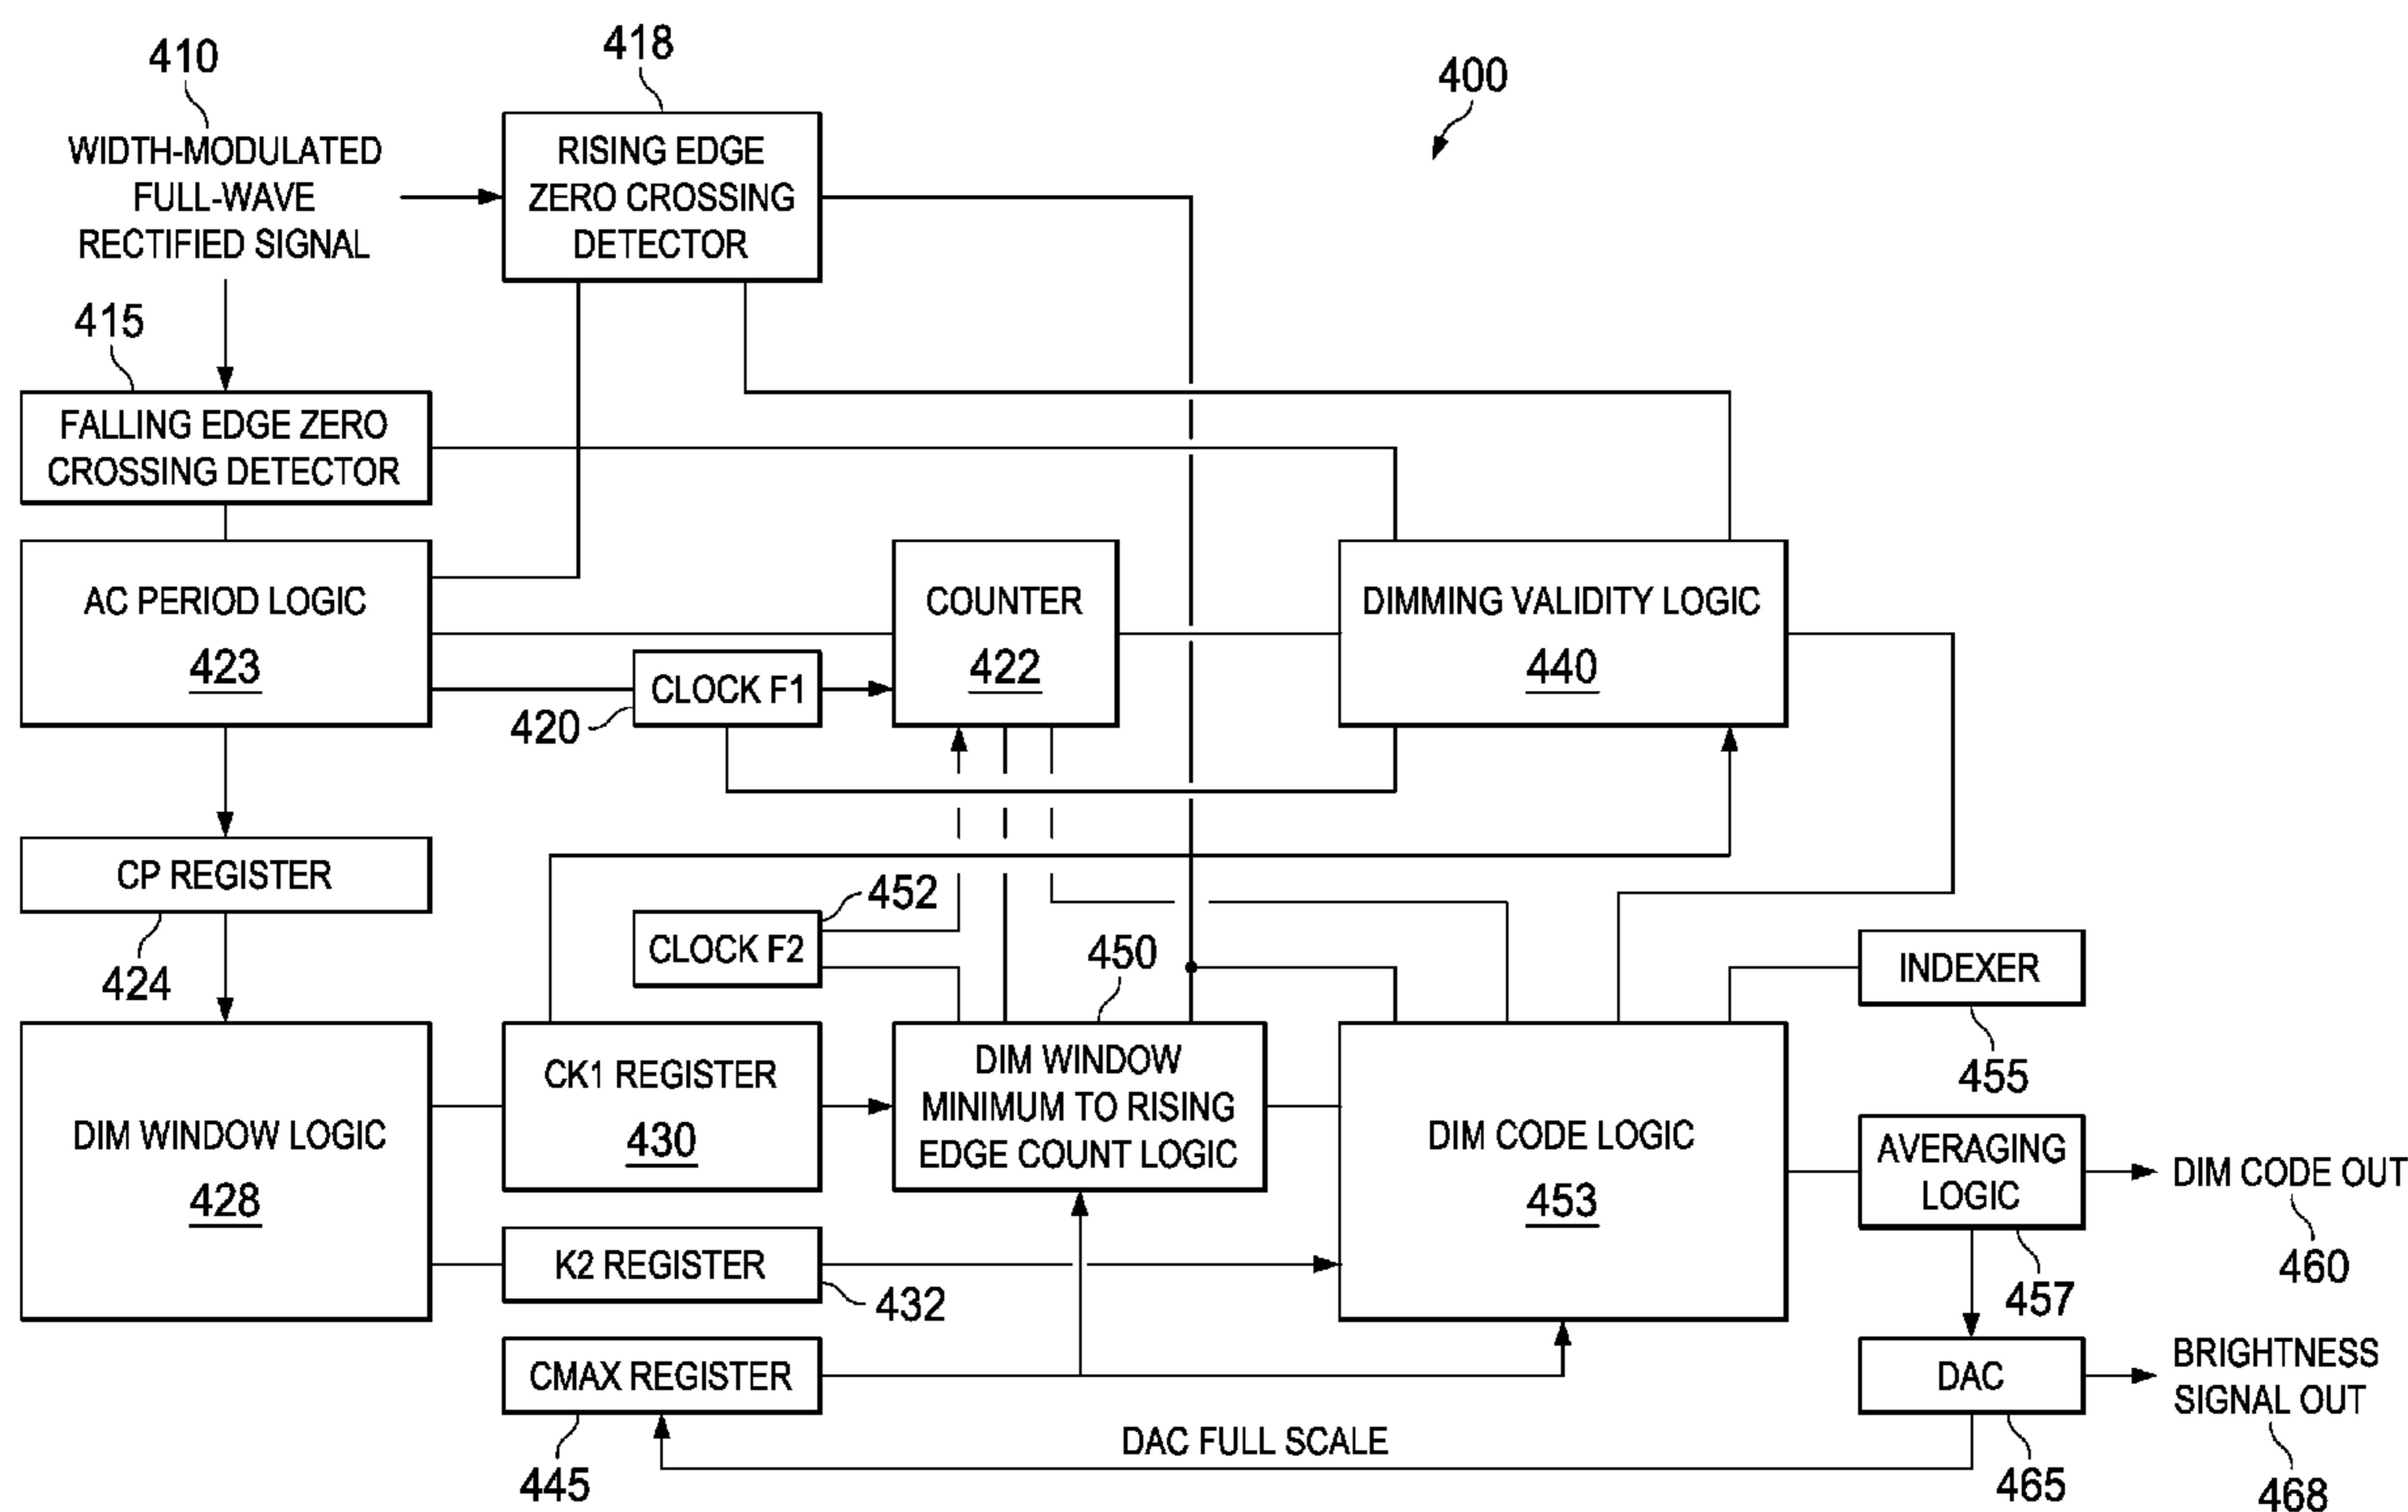 410
418
400
WIDTH-MODULATED
FULL-WAVE
RECTIFIED SIGNAL
RISING EDGE
ZERO CROSSING
DETECTOR
415
FALLING EDGE ZERO
CROSSING DETECTOR
AC PERIOD LOGIC
423
CLOCK F1
420
COUNTER
422
DIMMING VALIDITY LOGIC
440
CP REGISTER
424
CLOCK F2
452
450
INDEXER
455
DIM WINDOW LOGIC
428
CK1 REGISTER
430
DIM WINDOW
MINIMUM TO RISING
EDGE COUNT LOGIC
DIM CODE LOGIC
453
AVERAGING
LOGIC
457
DIM CODE OUT
460
K2 REGISTER
432
CMAX REGISTER
445
DAC FULL SCALE
DAC
465
BRIGHTNESS
SIGNAL OUT
468